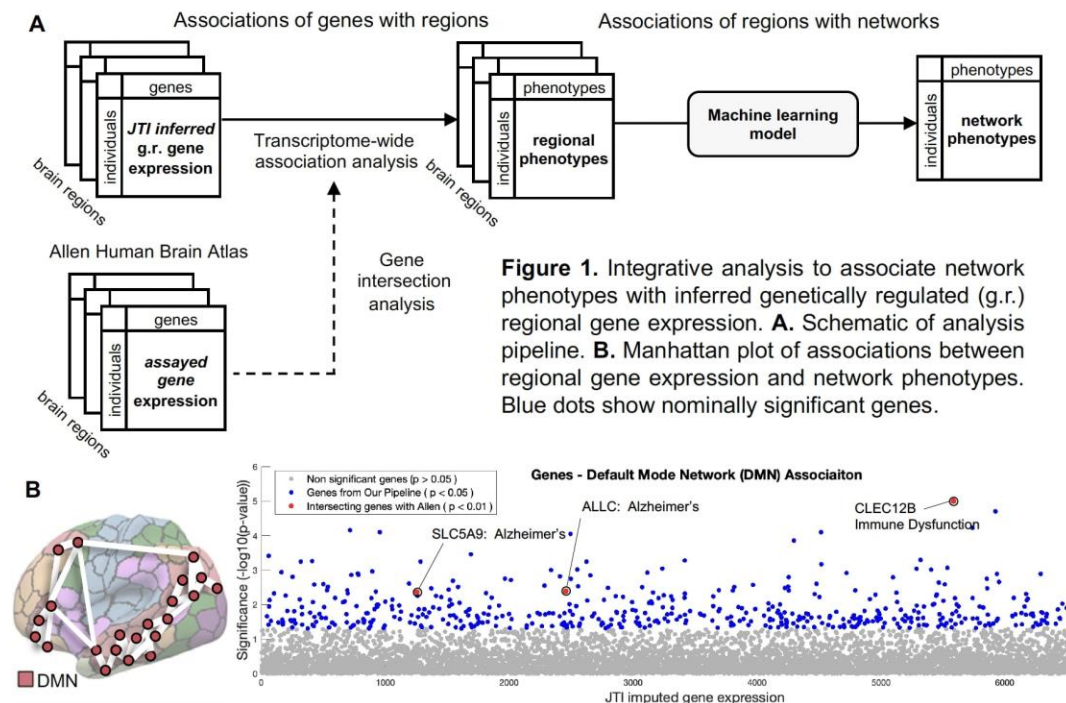 A
Associations of genes with regions
Associations of regions with networks
genes
individuals
JTI inferred
g.r. gene
expression
brain regions
Transcriptome-wide
association analysis
phenotypes
individuals
regional
phenotypes
brain regions
Machine learning
model
phenotypes
individuals
network
phenotypes
Allen Human Brain Atlas
genes
individuals
assayed
gene
expression
brain regions
Gene
intersection
analysis
Figure 1. Integrative analysis to associate network
phenotypes with inferred genetically regulated (g.r.)
regional gene expression. A. Schematic of analysis
pipeline. B. Manhattan plot of associations between
regional gene expression and network phenotypes.
Blue dots show nominally significant genes.
B
DMN
Genes - Default Mode Network (DMN) Associaiton
Significance (-log10(p-value))
6
5
4
3
2
1
0
Non significant genes (p > 0.05)
Genes from Our Pipeline ( p < 0.05)
Intersecting genes with Allen ( p < 0.01)
SLC5A9: Alzheimer's
ALLC: Alzheimer's
CLEC12B
Immune Dysfunction
0
1000
2000
3000
4000
5000
6000
JTI imputed gene expression